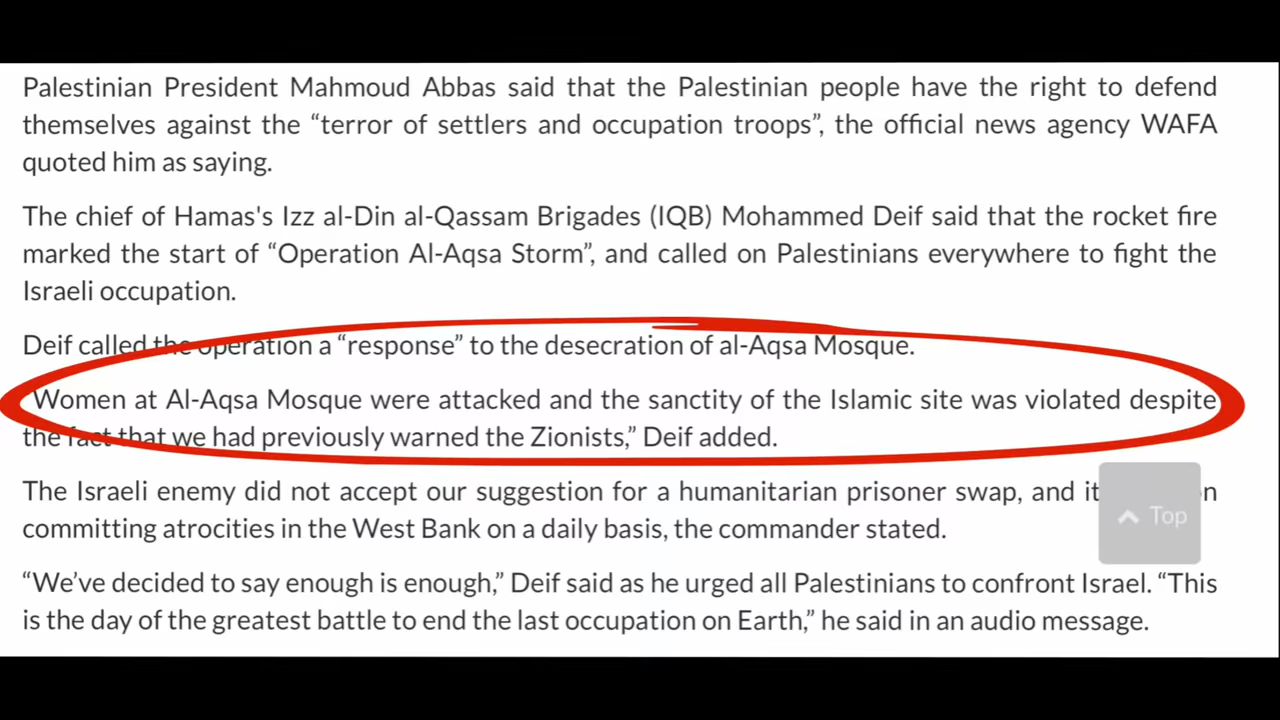 Palestinian President Mahmoud Abbas said that the Palestinian people have the right to defend
themselves against the “terror of settlers and occupation troops”, the official news agency WAFA
quoted him as saying.
The chief of Hamas's Izz al-Din al-Qassam Brigades (IQB) Mohammed Deif said that the rocket fire
marked the start of “Operation Al-Aqsa Storm”, and called on Palestinians everywhere to fight the
Israeli occupation.
Deif called the operation a “response” to the desecration of al-Aqsa Mosque.
Women at Al-Aqsa Mosque were attacked and the sanctity of the Islamic site was violated despite
the fact that we had previously warned the Zionists,” Deif added.
The Israeli enemy did not accept our suggestion for a humanitarian prisoner swap, and it
committing atrocities in the West Bank on a daily basis, the commander stated.
Top
“We’ve decided to say enough is enough,” Deif said as he urged all Palestinians to confront Israel. “This
is the day of the greatest battle to end the last occupation on Earth,” he said in an audio message.